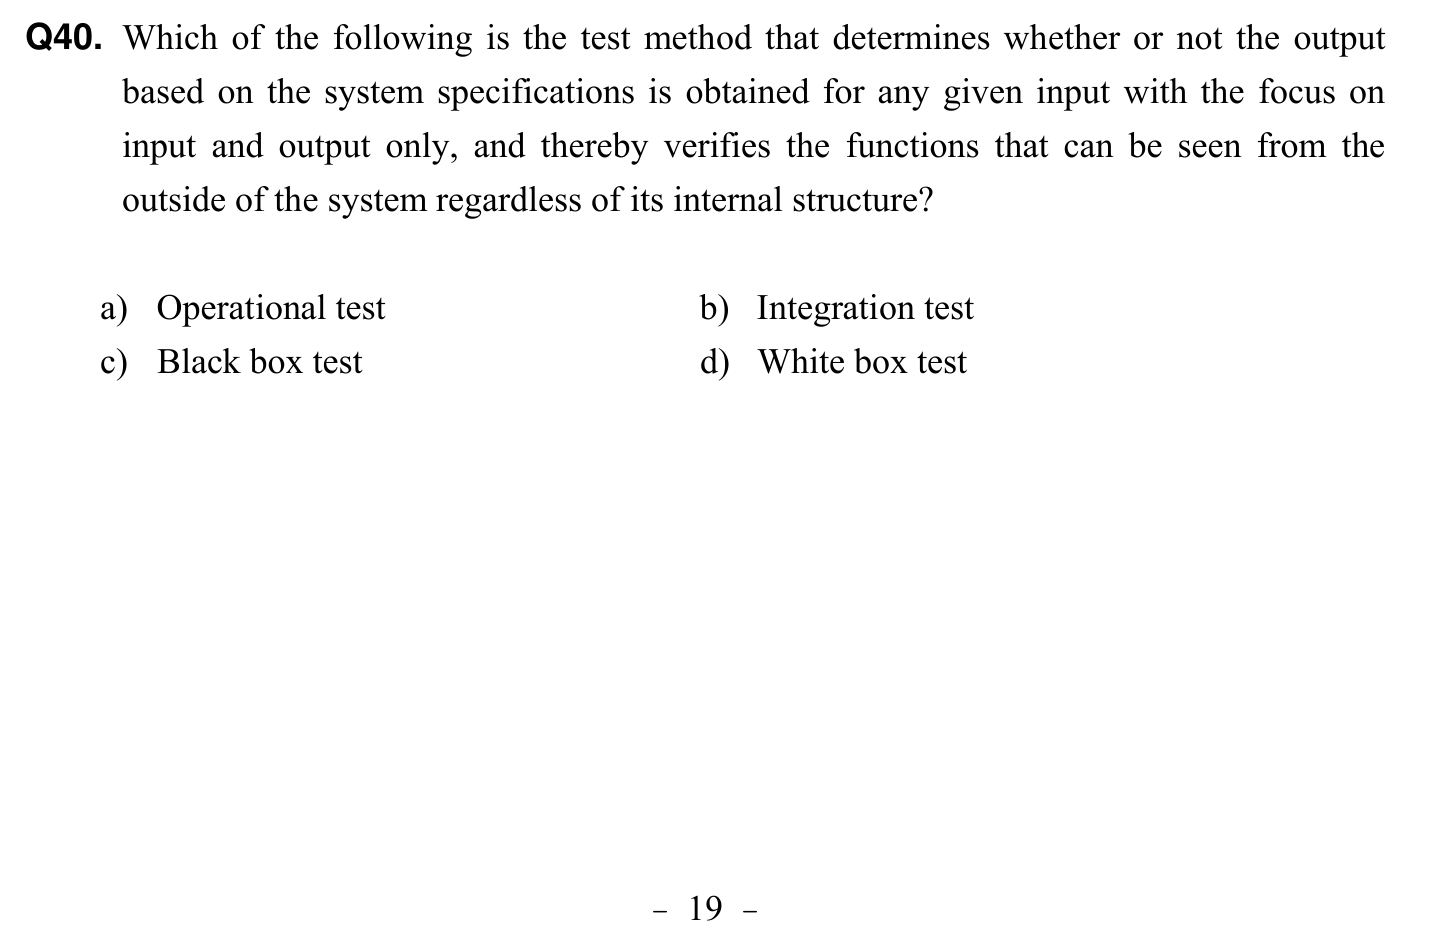 Q40. Which of the following is the test method that determines whether or not the output
based on the system specifications is obtained for any given input with the focus on
input and output only, and thereby verifies the functions that can be seen from the
outside of the system regardless of its internal structure?
a) Operational test b) Integration test
c) Black box test d) White box test
– 19 –